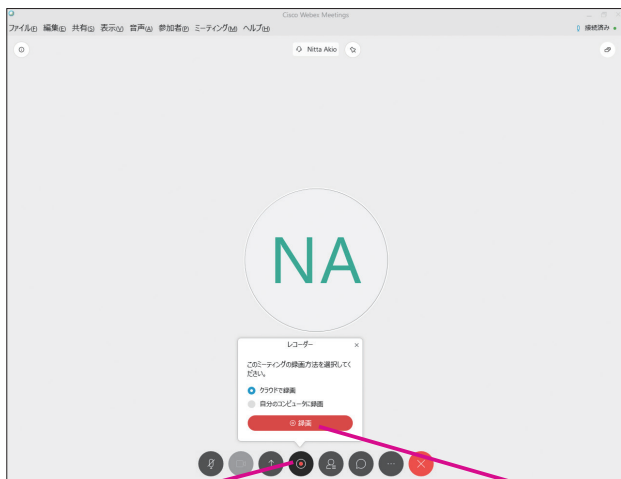 Cisco Webex Meetings
ファイル(F) 編集(E) 共有(S) 表示(V) 音声(A) 参加者(P) ミーティング(M) ヘルプ(H)
接続済み
Nitta Akio
NA
レコーダー ×
このミーティングの録画方法を選択してく
ださい。
クラウドで録画
自分のコンピュータに録画
録画